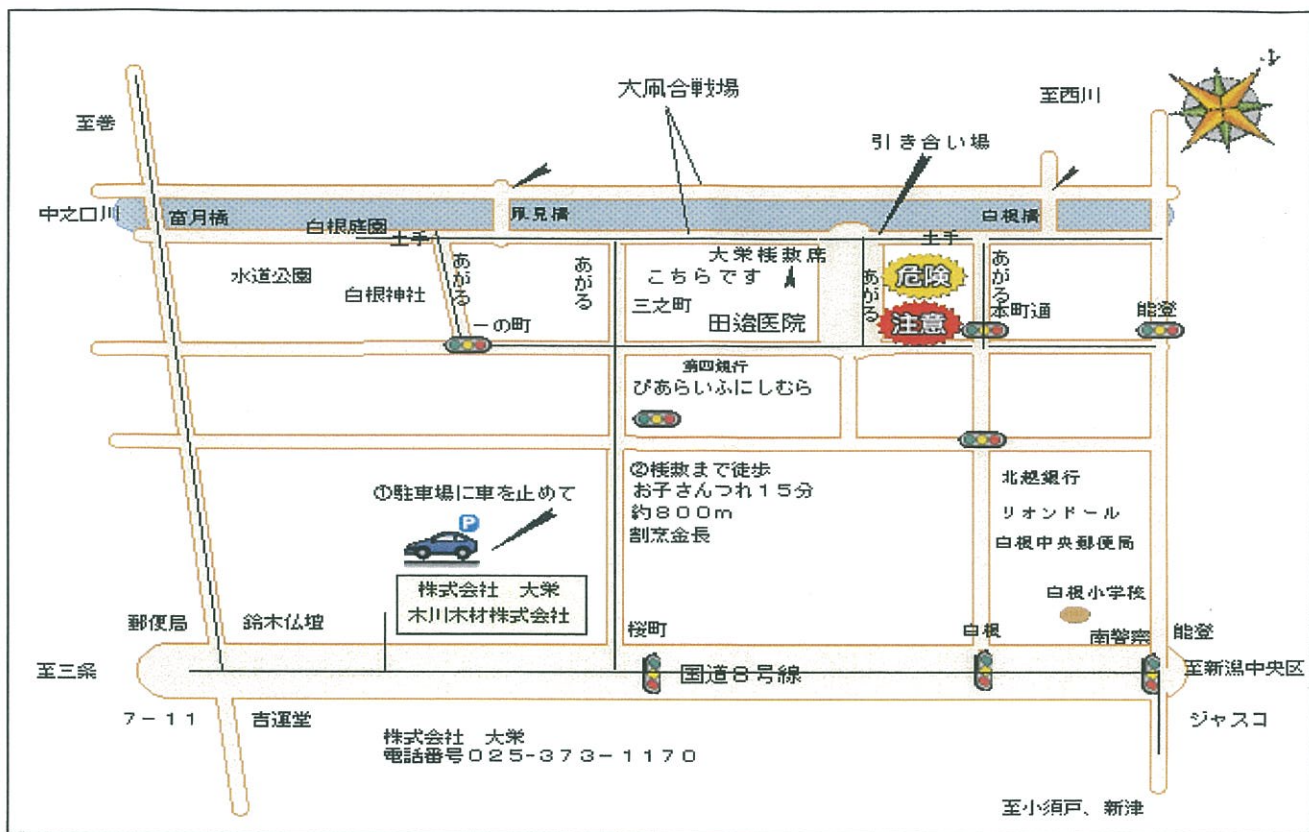 大凧合戦場
至西川
至巻
引き合い場
中之口川
富月橋
凧見橋
白根橋
白根庭園
土手
土手
大栄桟敷席
こちらです
水道公園
あがる
あがる
あがる
危険
あがる
白根神社
三之町
田邉医院
注意
本町通
能登
一の町
第四銀行
ぴあらいふにしむら
①駐車場に車を止めて
P
②桟敷まで徒歩
お子さんつれ15分
約800m
割烹金長
北越銀行
リオンドール
白根中央郵便局
株式会社 大栄
木川木材株式会社
白根小学校
郵便局
鈴木仏壇
桜町
白根
南警察
能登
至三条
国道8号線
至新潟中央区
7-11
吉運堂
ジャスコ
株式会社 大栄
電話番号025-373-1170
至小須戸、新津